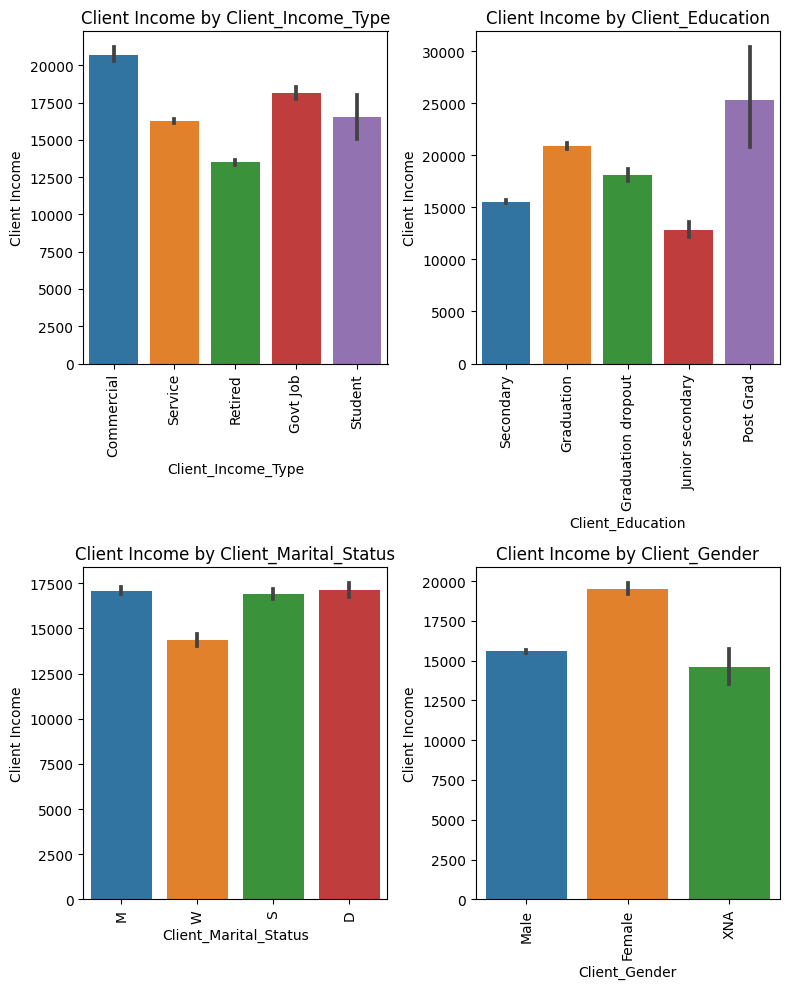 Client Income by Client_Income_Type
Client Income
20000
17500
15000
12500
10000
7500
5000
2500
0
Commercial
Service
Retired
Govt Job
Student
Client_Income_Type
Client Income by Client_Education
Client Income
30000
25000
20000
15000
10000
5000
0
Secondary
Graduation
Graduation dropout
Junior secondary
Post Grad
Client_Education
Client Income by Client_Marital_Status
Client Income
17500
15000
12500
10000
7500
5000
2500
0
M
W
S
D
Client_Marital_Status
Client Income by Client_Gender
Client Income
20000
17500
15000
12500
10000
7500
5000
2500
0
Male
Female
XNA
Client_Gender